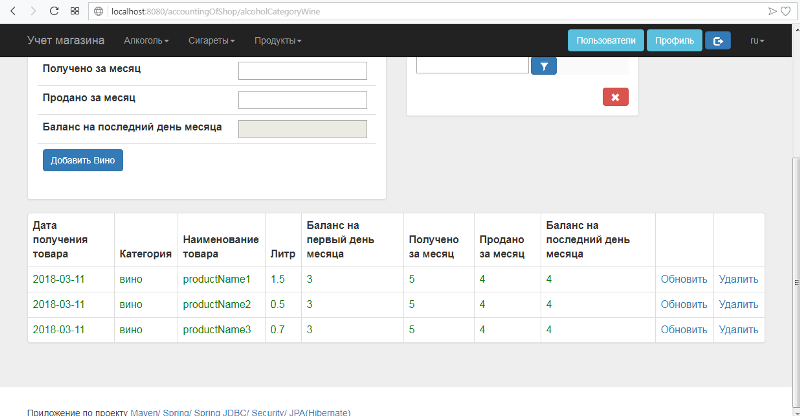 localhost:8080/accountingOfShop/alcoholCategoryWine
Учет магазина Алкоголь Сигареты Продукты Пользователи Профиль ru
Получено за месяц
Продано за месяц
Баланс на последний день месяца
Добавить Вино
Дата получения товара Категория Наименование товара Литр Баланс на первый день месяца Получено за месяц Продано за месяц Баланс на последний день месяца
2018-03-11 вино productName1 1.5 3 5 4 4 Обновить Удалить
2018-03-11 вино productName2 0.5 3 5 4 4 Обновить Удалить
2018-03-11 вино productName3 0.7 3 5 4 4 Обновить Удалить
Приложение по проекту Maven/ Spring/ Spring JDBC/ Security/ JPA(Hibernate)